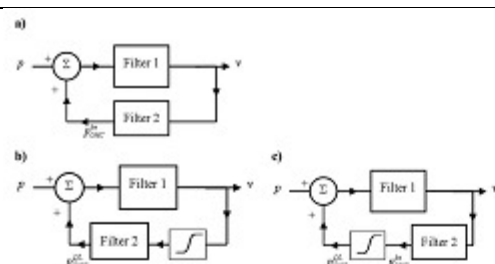 a)
p + Σ Filter 1 v
+
Filter 2
b)
p + Σ Filter 1 v
+
Filter 2
c)
p + Σ Filter 1 v
+
Filter 2